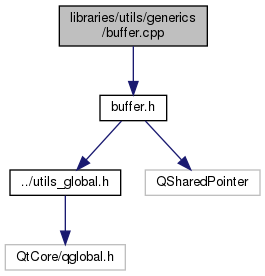 libraries/utils/generics
/buffer.cpp
buffer.h
../utils_global.h
QSharedPointer
QtCore/qglobal.h